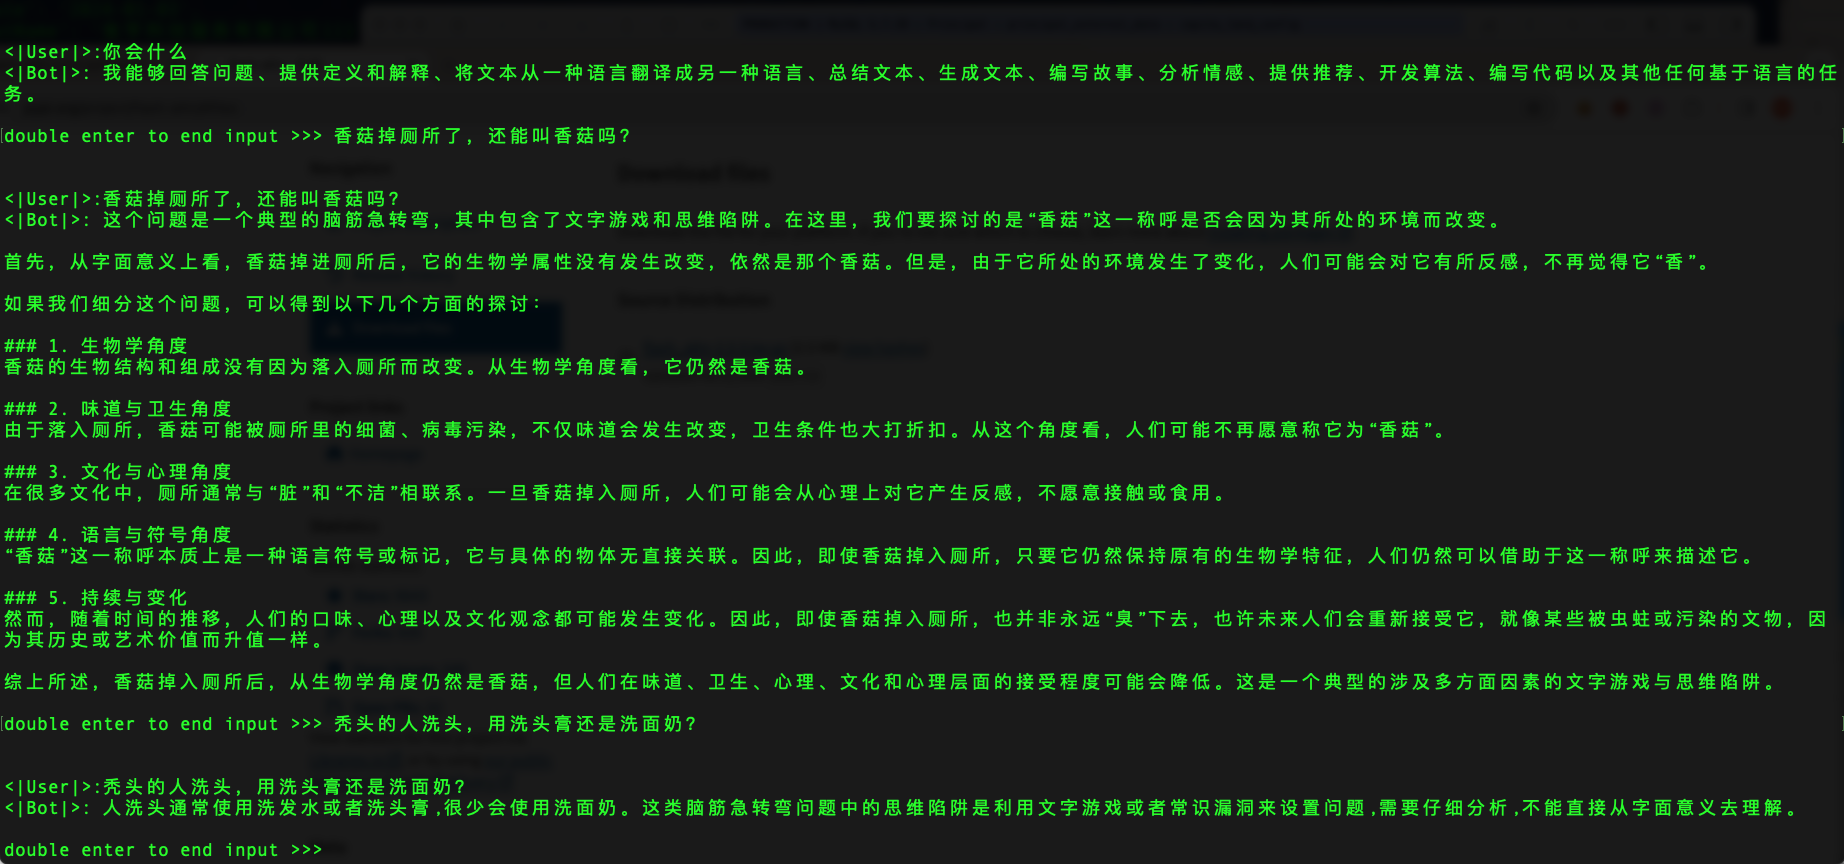 <|User|>:你会什么
<|Bot|>: 我能够回答问题、提供定义和解释、将文本从一种语言翻译成另一种语言、总结文本、生成文本、编写故事、分析情感、提供推荐、开发算法、编写代码以及其他任何基于语言的任
务。
[double enter to end input >>> 香菇掉厕所了，还能叫香菇吗？
<|User|>:香菇掉厕所了，还能叫香菇吗？
<|Bot|>: 这个问题是一个典型的脑筋急转弯，其中包含了文字游戏和思维陷阱。在这里，我们要探讨的是“香菇”这一称呼是否会因为其所处的环境而改变。
首先，从字面意义上看，香菇掉进厕所后，它的生物学属性没有发生改变，依然是那个香菇。但是，由于它所处的环境发生了变化，人们可能会对它有所反感，不再觉得它“香”。
如果我们细分这个问题，可以得到以下几个方面的探讨：
### 1. 生物学角度
香菇的生物结构和组成没有因为落入厕所而改变。从生物学角度看，它仍然是香菇。
### 2. 味道与卫生角度
由于落入厕所，香菇可能被厕所里的细菌、病毒污染，不仅味道会发生改变，卫生条件也大打折扣。从这个角度看，人们可能不再愿意称它为“香菇”。
### 3. 文化与心理角度
在很多文化中，厕所通常与“脏”和“不洁”相联系。一旦香菇掉入厕所，人们可能会从心理上对它产生反感，不愿意接触或食用。
### 4. 语言与符号角度
“香菇”这一称呼本质上是一种语言符号或标记，它与具体的物体无直接关联。因此，即使香菇掉入厕所，只要它仍然保持原有的生物学特征，人们仍然可以借助于这一称呼来描述它。
### 5. 持续与变化
然而，随着时间的推移，人们的口味、心理以及文化观念都可能发生变化。因此，即使香菇掉入厕所，也并非永远“臭”下去，也许未来人们会重新接受它，就像某些被虫蛀或污染的文物，因
为其历史或艺术价值而升值一样。
综上所述，香菇掉入厕所后，从生物学角度仍然是香菇，但人们在味道、卫生、心理、文化和心理层面的接受程度可能会降低。这是一个典型的涉及多方面因素的文字游戏与思维陷阱。
[double enter to end input >>> 秃头的人洗头，用洗头膏还是洗面奶？
<|User|>:秃头的人洗头，用洗头膏还是洗面奶？
<|Bot|>: 人洗头通常使用洗发水或者洗头膏,很少会使用洗面奶。这类脑筋急转弯问题中的思维陷阱是利用文字游戏或者常识漏洞来设置问题,需要仔细分析,不能直接从字面意义去理解。
double enter to end input >>>